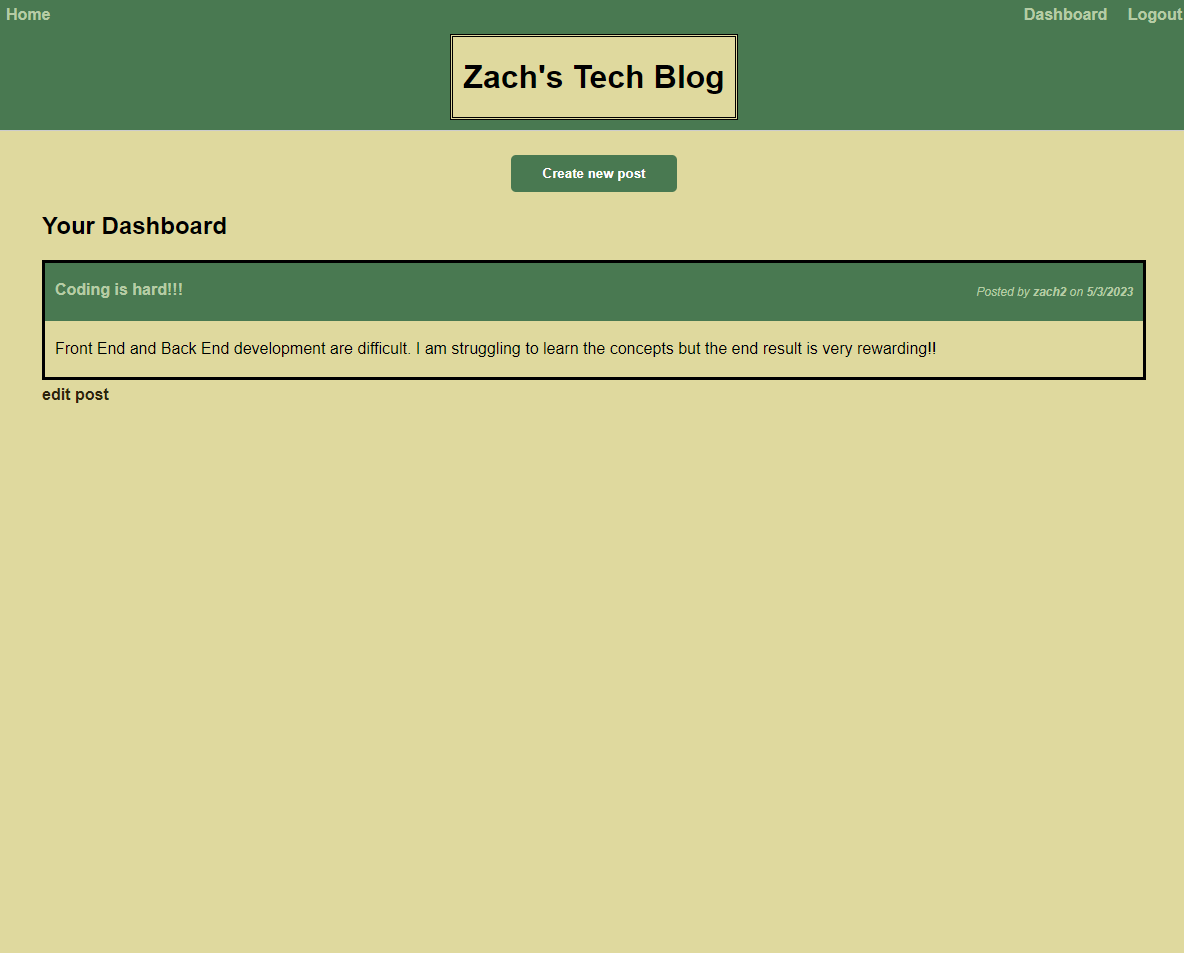 Home Dashboard Logout
Zach's Tech Blog
Create new post
Your Dashboard
Coding is hard!!! Posted by zach2 on 5/3/2023
Front End and Back End development are difficult. I am struggling to learn the concepts but the end result is very rewarding!!
edit post